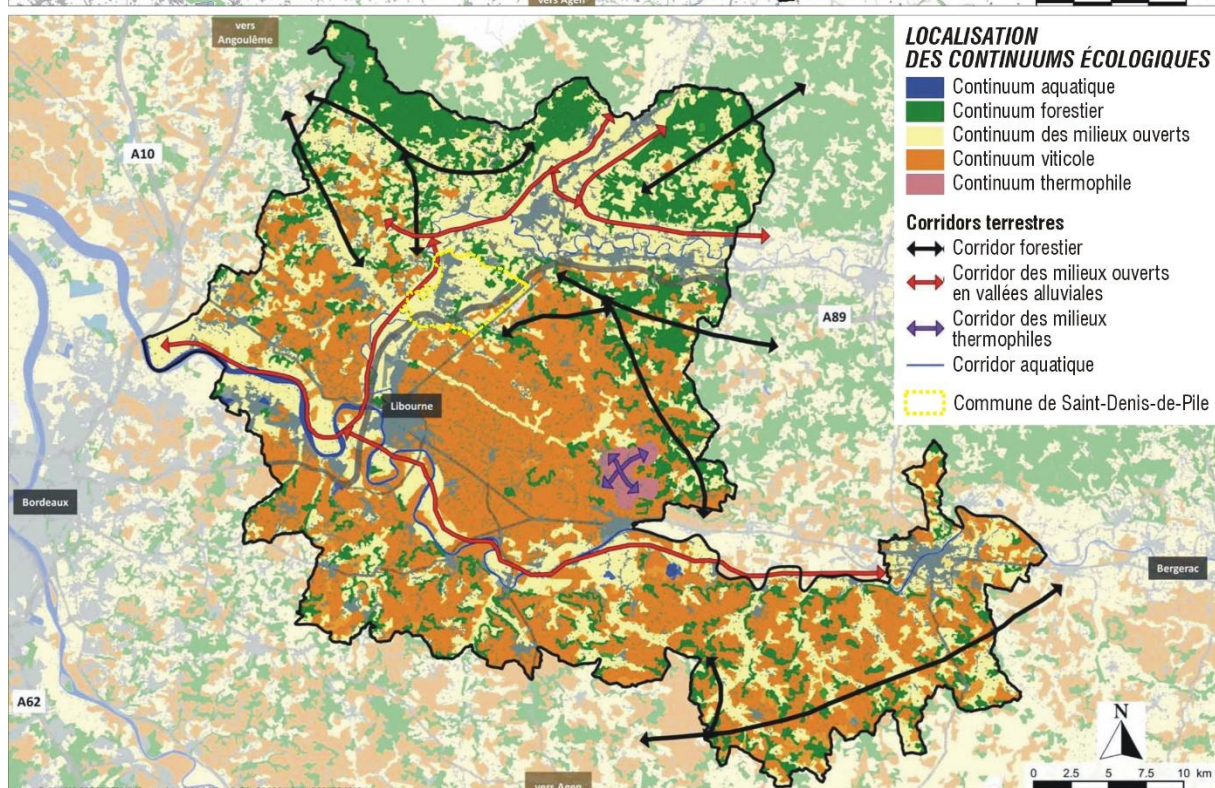 vers Agen
vers
Angoulême
LOCALISATION
DES CONTINUUMS ÉCOLOGIQUES
Continuum aquatique
Continuum forestier
Continuum des milieux ouverts
Continuum viticole
Continuum thermophile
Corridors terrestres
Corridor forestier
Corridor des milieux ouverts
en vallées alluviales
Corridor des milieux
thermophiles
Corridor aquatique
Commune de Saint-Denis-de-Pile
A10
A89
Libourne
Bordeaux
Bergerac
A62
N
0 2.5 5 7.5 10 km
vers Agen